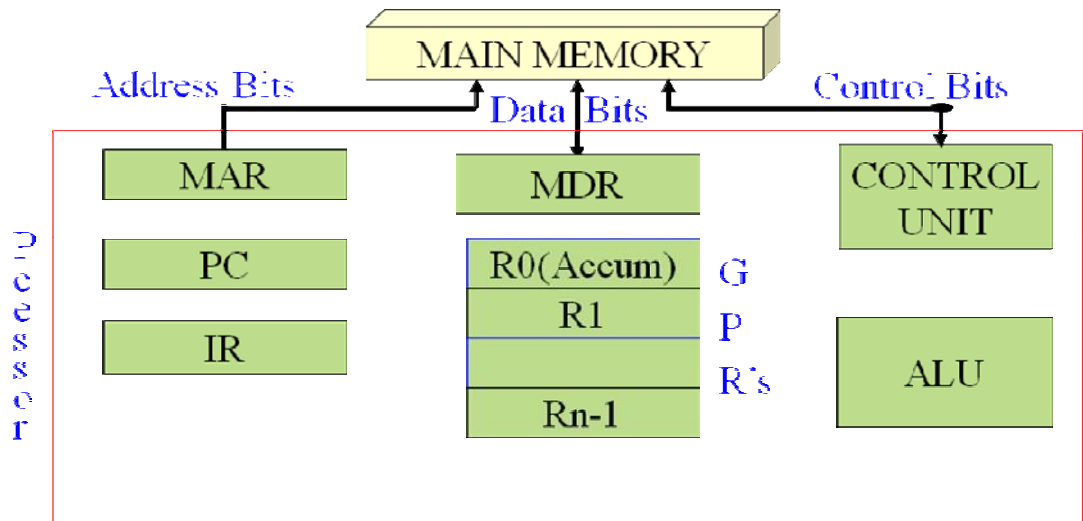 MAIN MEMORY
Address Bits
Data Bits
Control Bits
MAR
MDR
CONTROL
UNIT
PC
R0(Accum)
G
R1
P
IR
R's
ALU
Rn-1